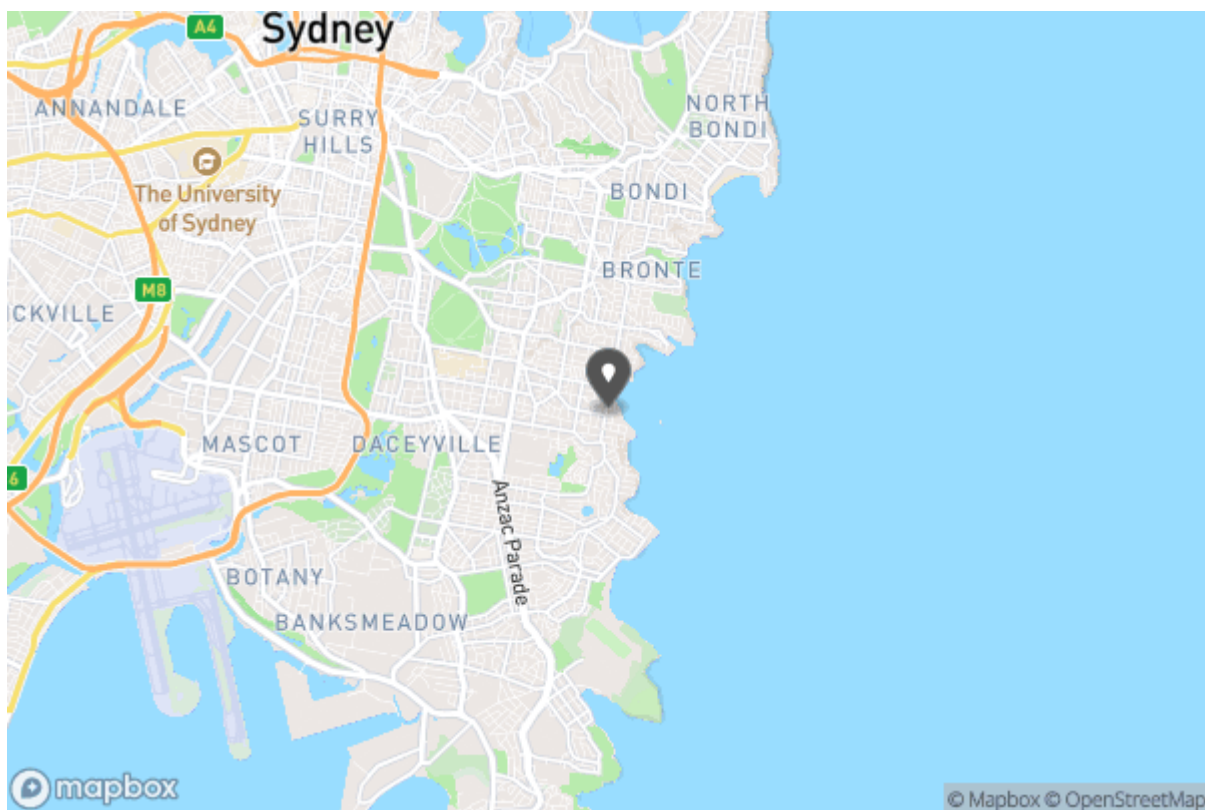 A4
Sydney
ANNANDALE
SURRY
HILLS
NORTH
BONDI
The University
of Sydney
BONDI
BRONTE
M8
ICKVILLE
MASCOT
DACEYVILLE
6
Anzac Parade
BOTANY
BANKSMEADOW
mapbox
© Mapbox © OpenStreetMap